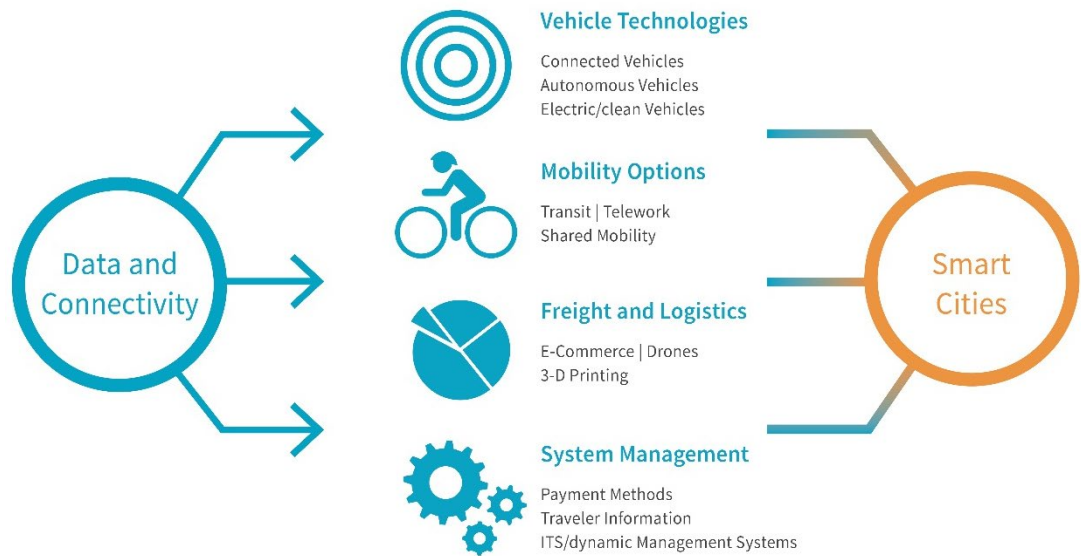 Data and
Connectivity
Vehicle Technologies
Connected Vehicles
Autonomous Vehicles
Electric/clean Vehicles
Mobility Options
Transit | Telework
Shared Mobility
Freight and Logistics
E-Commerce | Drones
3-D Printing
System Management
Payment Methods
Traveler Information
ITS/dynamic Management Systems
Smart
Cities